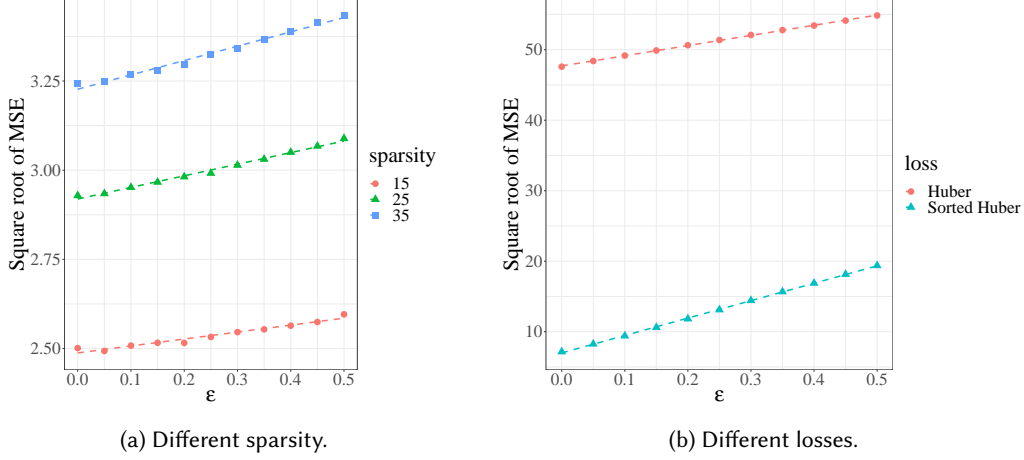 Square root of MSE
3.25
3.00
2.75
2.50
0.0 0.1 0.2 0.3 0.4 0.5
ε
sparsity
15
25
35
(a) Different sparsity.
Square root of MSE
50
40
30
20
10
0.0 0.1 0.2 0.3 0.4 0.5
ε
loss
Huber
Sorted Huber
(b) Different losses.